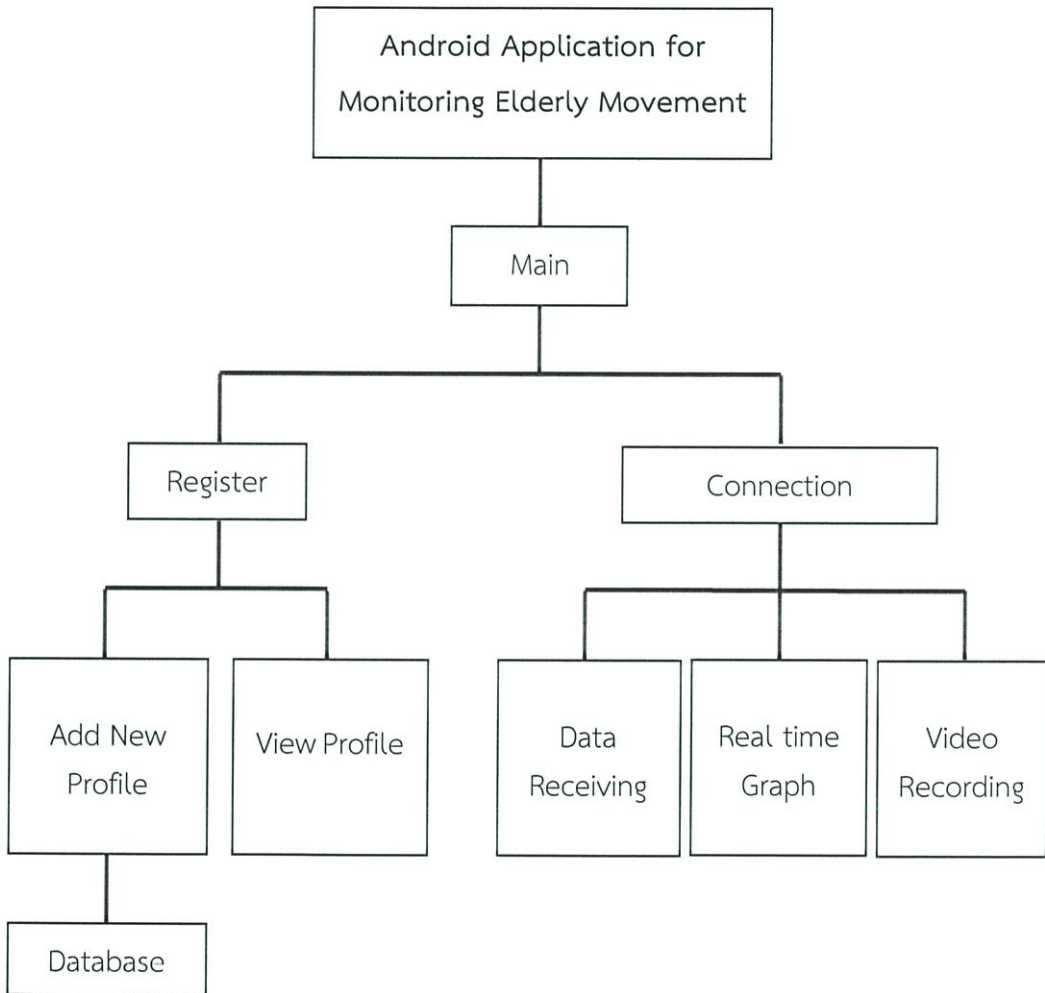 Android Application for
Monitoring Elderly Movement
Main
Register
Connection
Add New
Profile
View Profile
Data
Receiving
Real time
Graph
Video
Recording
Database